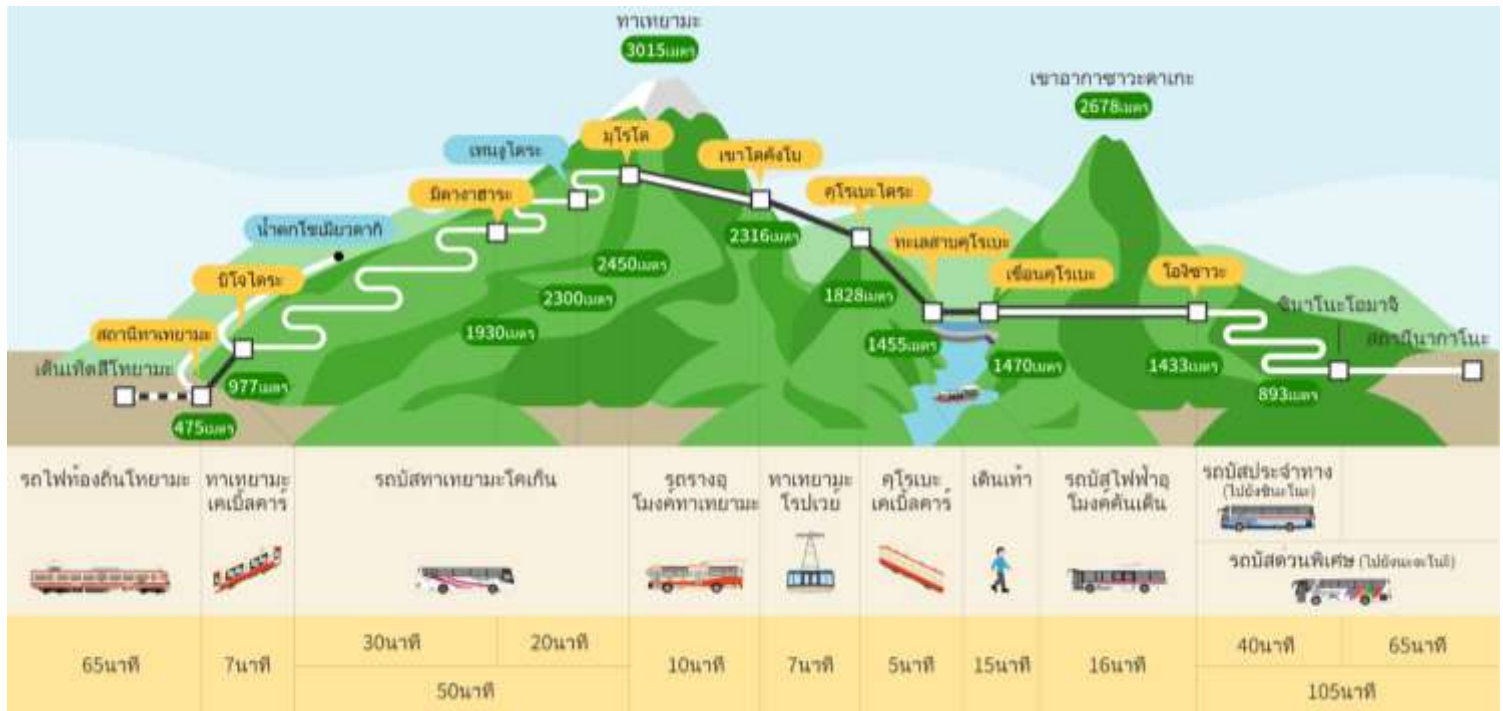 ทาเทยามะ
3015เมตร
เขาอากาซาวะดาเกะ
2678เมตร
มุโรโด
เทนงูไดระ
เขาไดคังโบ
มิดางาฮาระ
คุโรเบะไดระ
น้ำตกโชเมียวดากิ
2316เมตร
ทะเลสาบคุโรเบะ
2450เมตร
บิโจไดระ
เขื่อนคุโรเบะ
โองิซาวะ
2300เมตร
1828เมตร
ชินาโนะโอมาจิ
สถานีทาเทยามะ
1930เมตร
1455เมตร
สถานีนากาโนะ
เด็นเท็ตสึโทยามะ
977เมตร
1470เมตร
1433เมตร
893เมตร
475เมตร
รถไฟท้องถิ่นโทยามะ
ทาเทยามะ
เคเบิ้ลคาร์
รถบัสทาเทยามะโคเก็น
รถรางอุ
โมงค์ทาเทยามะ
ทาเทยามะ
โรปเวย์
คุโรเบะ
เคเบิ้ลคาร์
เดินเท้า
รถบัสไฟฟ้าอุ
โมงค์คันเด็น
รถบัสประจำทาง
(ไปยังชินะโนะ)
รถบัสด่วนพิเศษ
65นาที
7นาที
30นาที
20นาที
50นาที
10นาที
7นาที
5นาที
15นาที
16นาที
40นาที
65นาที
105นาที